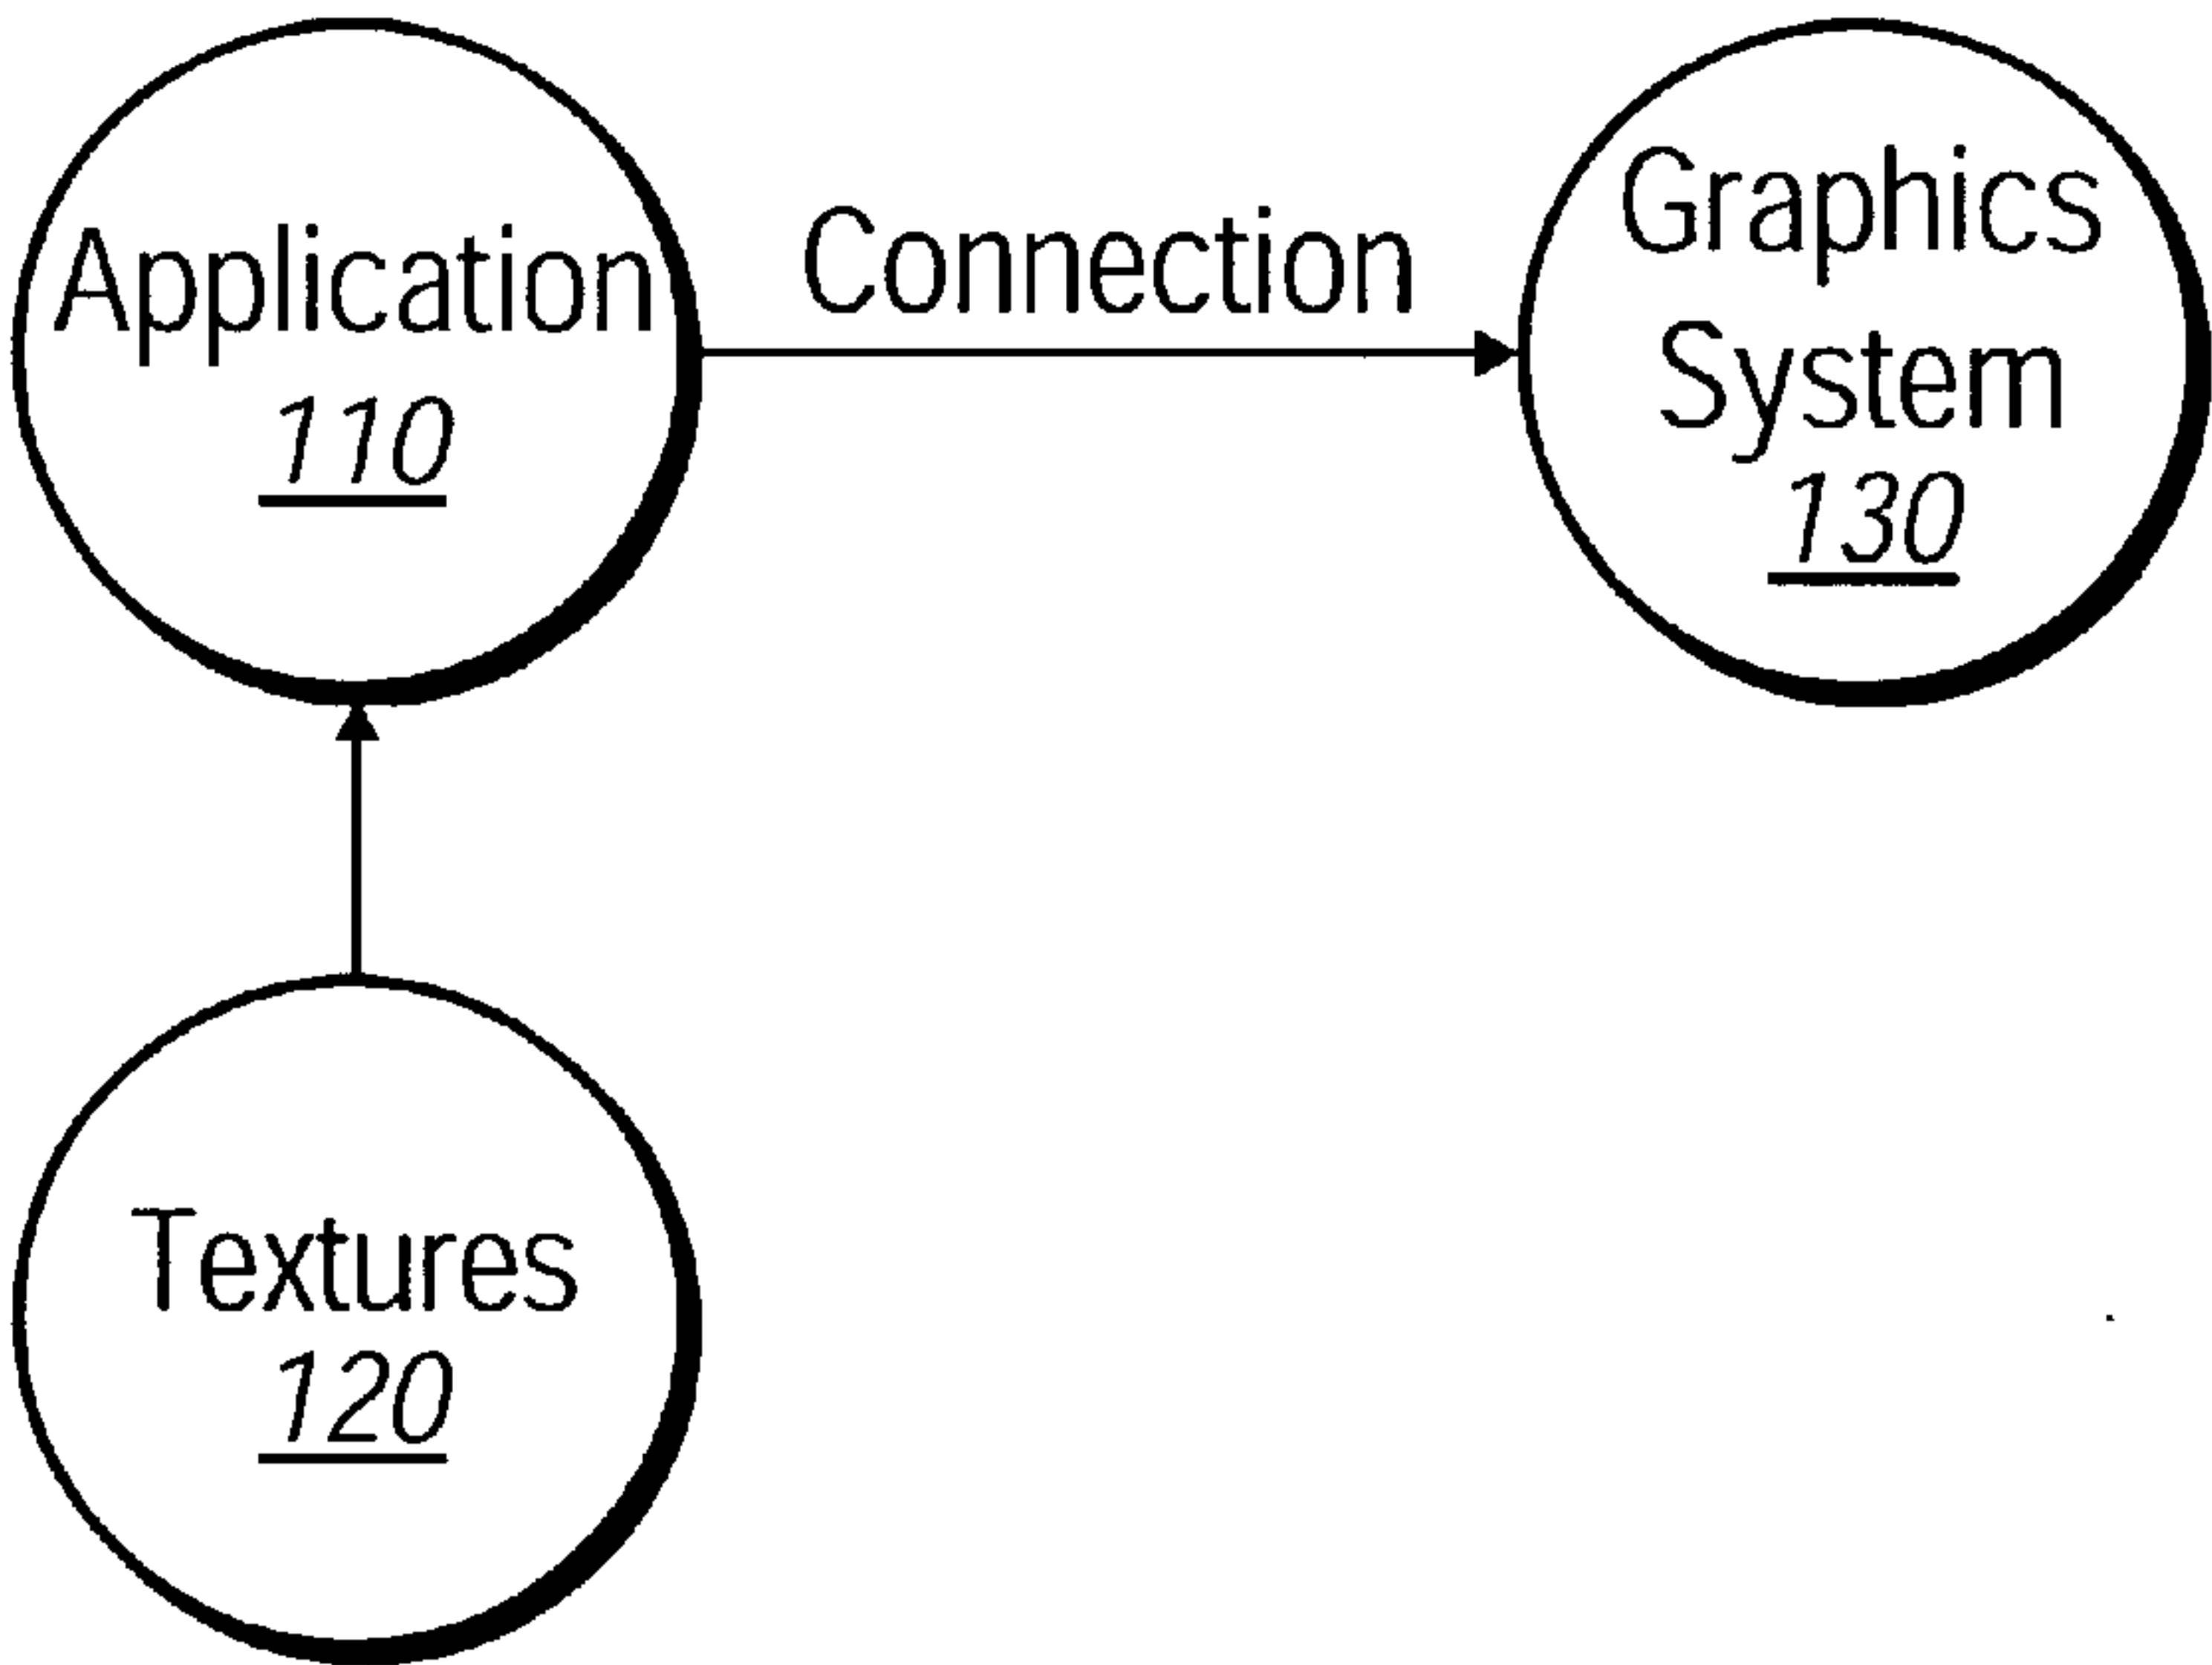 Application
110
Connection
Graphics
System
130
Textures
120